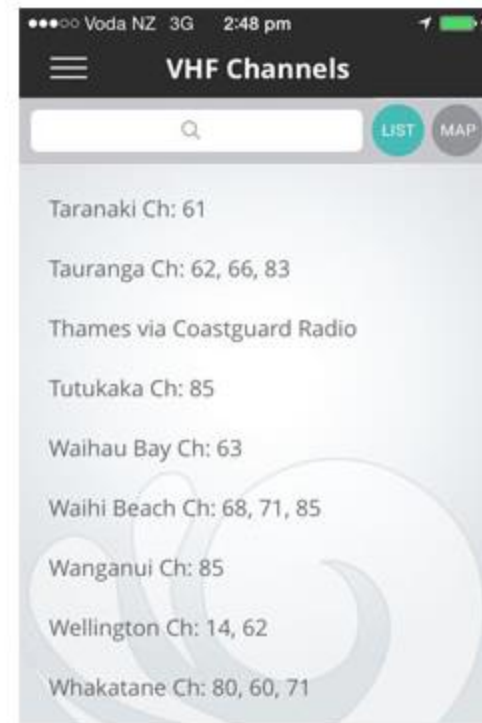 Voda NZ 3G 2:48 pm
VHF Channels
LIST MAP
Taranaki Ch: 61
Tauranga Ch: 62, 66, 83
Thames via Coastguard Radio
Tutukaka Ch: 85
Waihau Bay Ch: 63
Waihi Beach Ch: 68, 71, 85
Wanganui Ch: 85
Wellington Ch: 14, 62
Whakatane Ch: 80, 60, 71